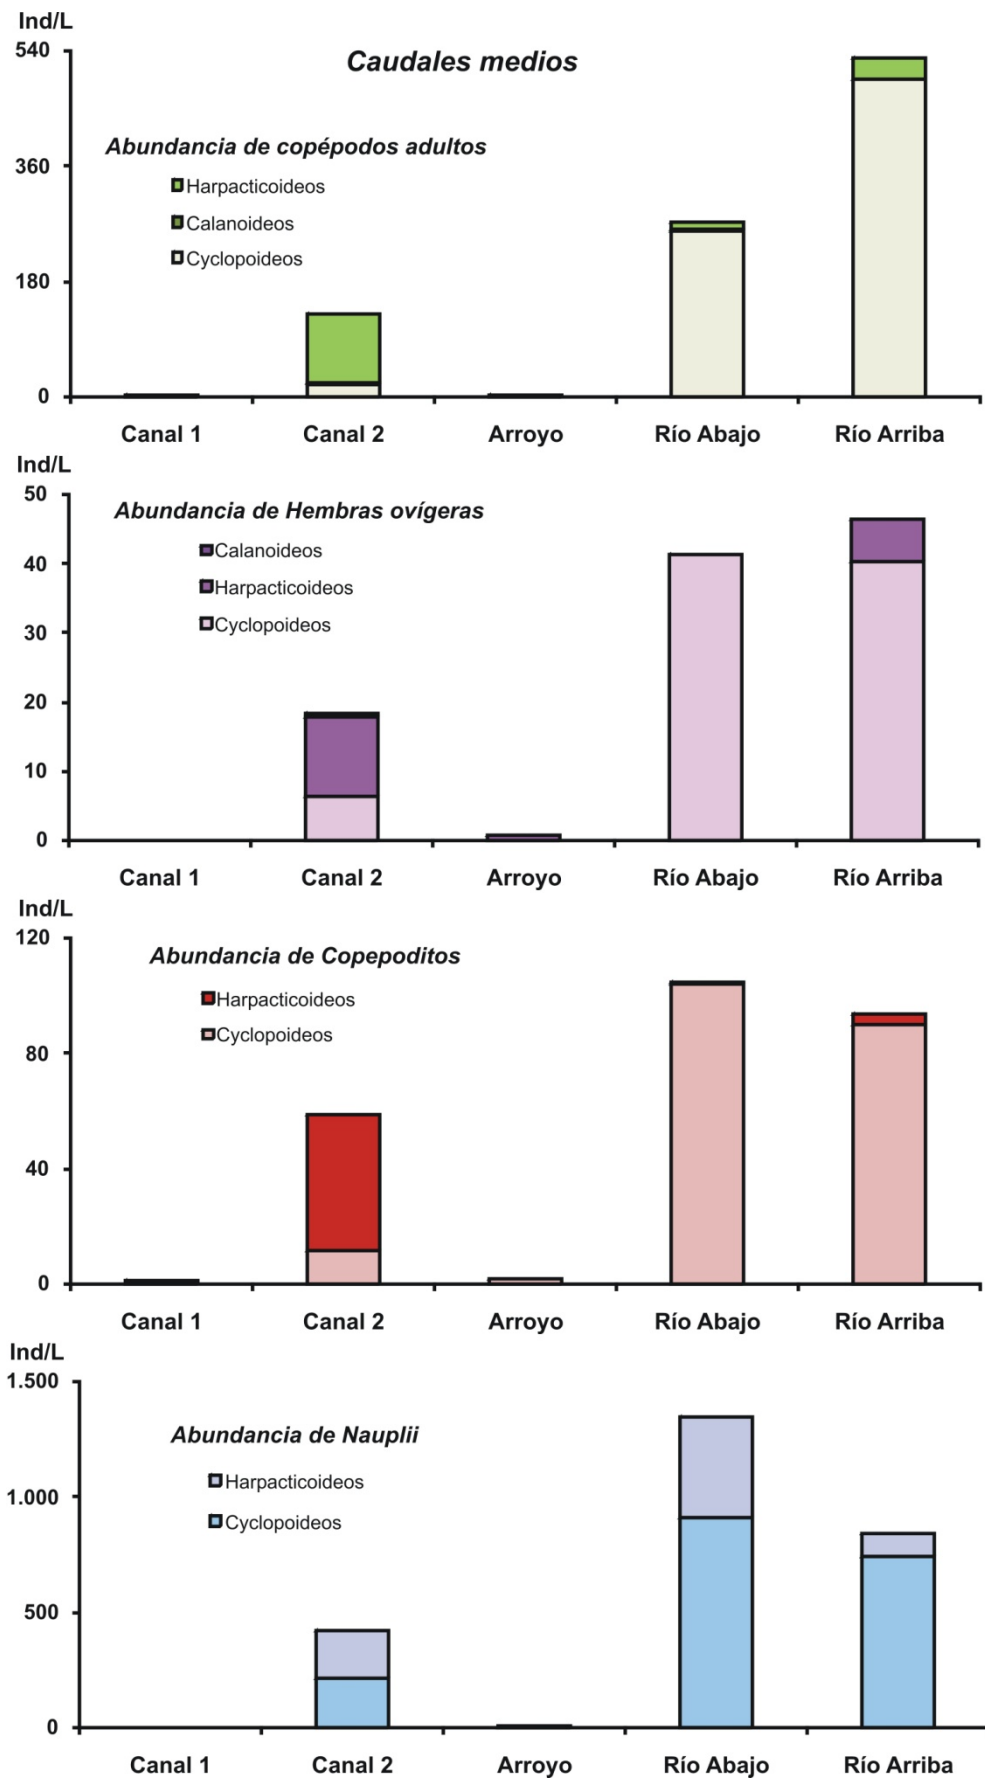 Ind/L
540
Caudales medios
Abundancia de copépodos adultos
360
Harpacticoideos
Calanoideos
Cyclopoideos
180
0
Canal 1 Canal 2 Arroyo Río Abajo Río Arriba
Ind/L
50
Abundancia de Hembras ovígeras
Calanoideos
40
Harpacticoideos
Cyclopoideos
30
20
10
0
Canal 1 Canal 2 Arroyo Río Abajo Río Arriba
Ind/L
120
Abundancia de Copepoditos
Harpacticoideos
Cyclopoideos
80
40
0
Canal 1 Canal 2 Arroyo Río Abajo Río Arriba
Ind/L
1.500
Abundancia de Nauplii
Harpacticoideos
1.000
Cyclopoideos
500
0
Canal 1 Canal 2 Arroyo Río Abajo Río Arriba